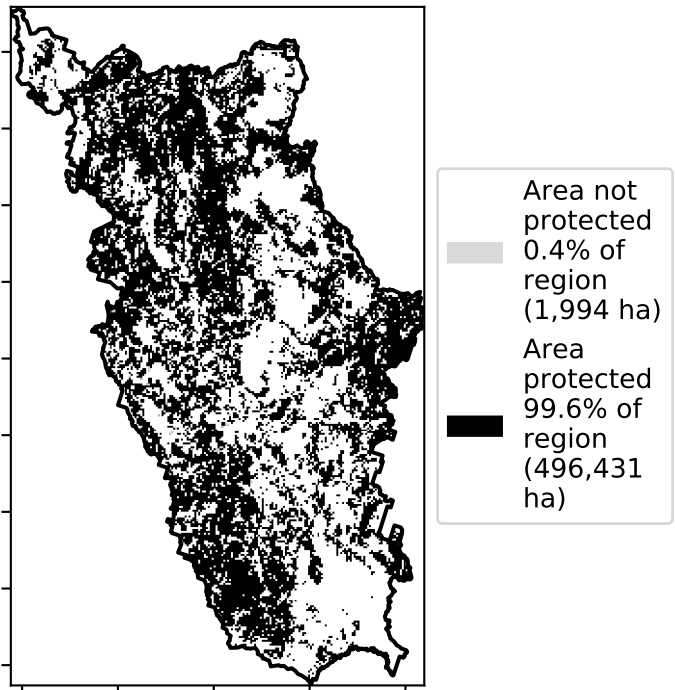 Area not
protected
0.4% of
region
(1,994 ha)
Area
protected
99.6% of
region
(496,431
ha)